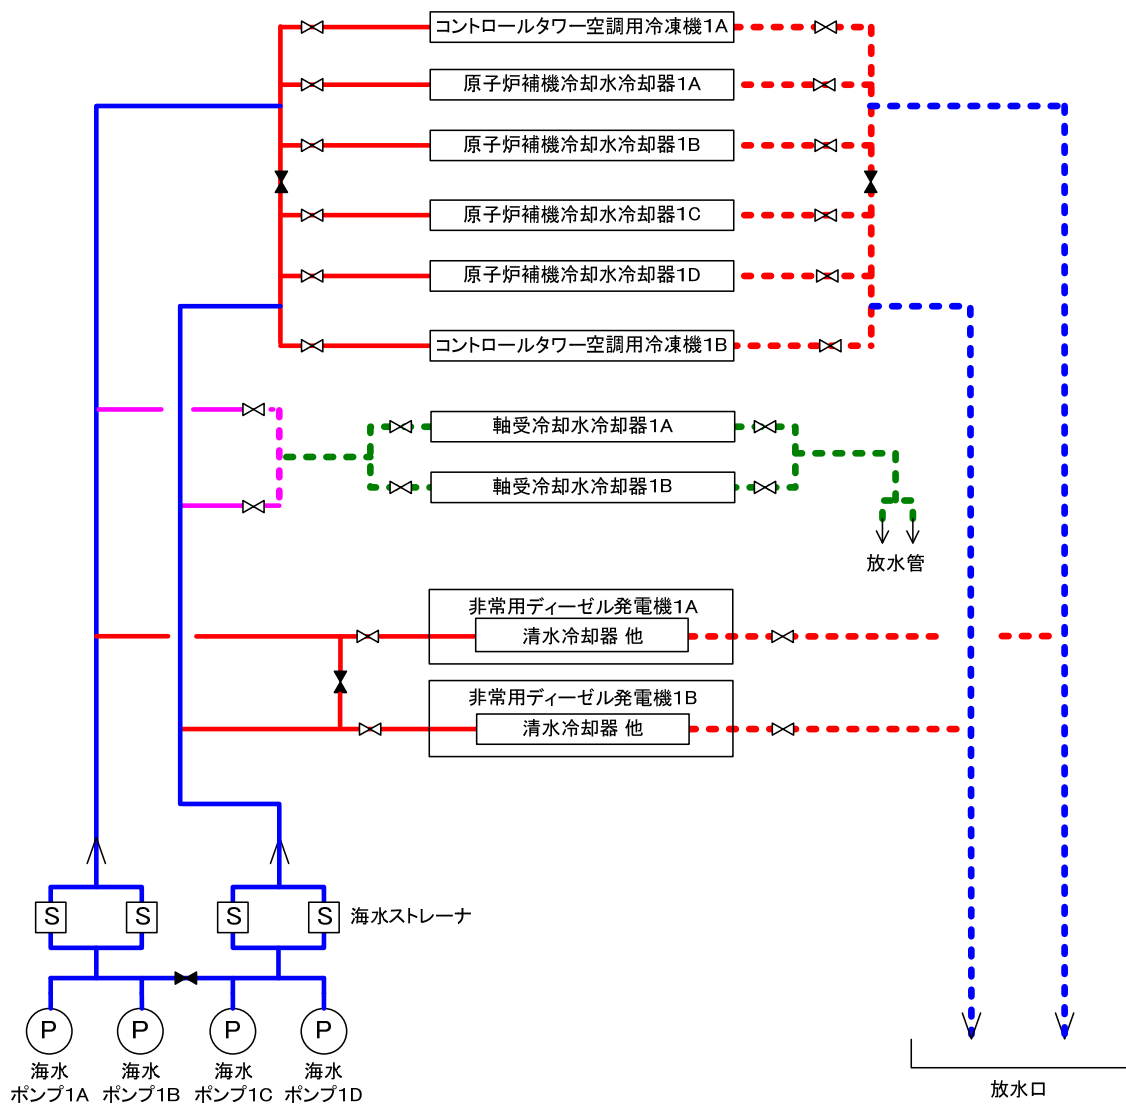 コントロールタワー空調用冷凍機1A
原子炉補機冷却水冷却器1A
原子炉補機冷却水冷却器1B
原子炉補機冷却水冷却器1C
原子炉補機冷却水冷却器1D
コントロールタワー空調用冷凍機1B
軸受冷却水冷却器1A
軸受冷却水冷却器1B
放水管
非常用ディーゼル発電機1A
清水冷却器 他
非常用ディーゼル発電機1B
清水冷却器 他
S
S
S
S
海水ストレーナ
P
P
P
P
海水
ポンプ1A
海水
ポンプ1B
海水
ポンプ1C
海水
ポンプ1D
放水口